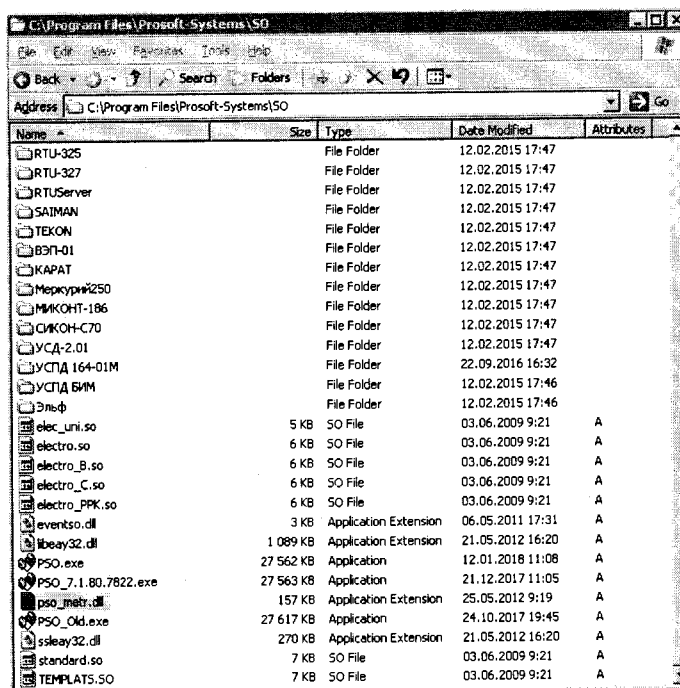 C:\Program Files\Prosoft-Systems\SO
File Edit View Favorites Tools Help
Back Search Folders
Address C:\Program Files\Prosoft-Systems\SO Go
Name Size Type Date Modified Attributes
RTU-325 File Folder 12.02.2015 17:47
RTU-327 File Folder 12.02.2015 17:47
RTUServer File Folder 12.02.2015 17:47
SAIMAN File Folder 12.02.2015 17:47
TEKON File Folder 12.02.2015 17:47
ВЭП-01 File Folder 12.02.2015 17:47
КАРАТ File Folder 12.02.2015 17:47
Меркурий250 File Folder 12.02.2015 17:47
МИКОНТ-186 File Folder 12.02.2015 17:47
СИКОН-С70 File Folder 12.02.2015 17:47
УСД-2.01 File Folder 12.02.2015 17:47
УСПД 164-01М File Folder 22.09.2016 16:32
УСПД БИМ File Folder 12.02.2015 17:46
Эльф File Folder 12.02.2015 17:46
elec_uni.so 5 KB SO File 03.06.2009 9:21 A
electro.so 6 KB SO File 03.06.2009 9:21 A
electro_B.so 6 KB SO File 03.06.2009 9:21 A
electro_C.so 6 KB SO File 03.06.2009 9:21 A
electro_PPK.so 6 KB SO File 03.06.2009 9:21 A
eventso.dll 3 KB Application Extension 06.05.2011 17:31 A
libeay32.dll 1 089 KB Application Extension 21.05.2012 16:20 A
PSO.exe 27 562 KB Application 12.01.2018 11:08 A
PSO_7.1.80.7822.exe 27 563 KB Application 21.12.2017 11:05 A
pso_metr.dll 157 KB Application Extension 25.05.2012 9:19 A
PSO_Old.exe 27 617 KB Application 24.10.2017 19:45 A
ssleay32.dll 270 KB Application Extension 21.05.2012 16:20 A
standard.so 7 KB SO File 03.06.2009 9:21 A
TEMPLATS.SO 7 KB SO File 03.06.2009 9:21 A